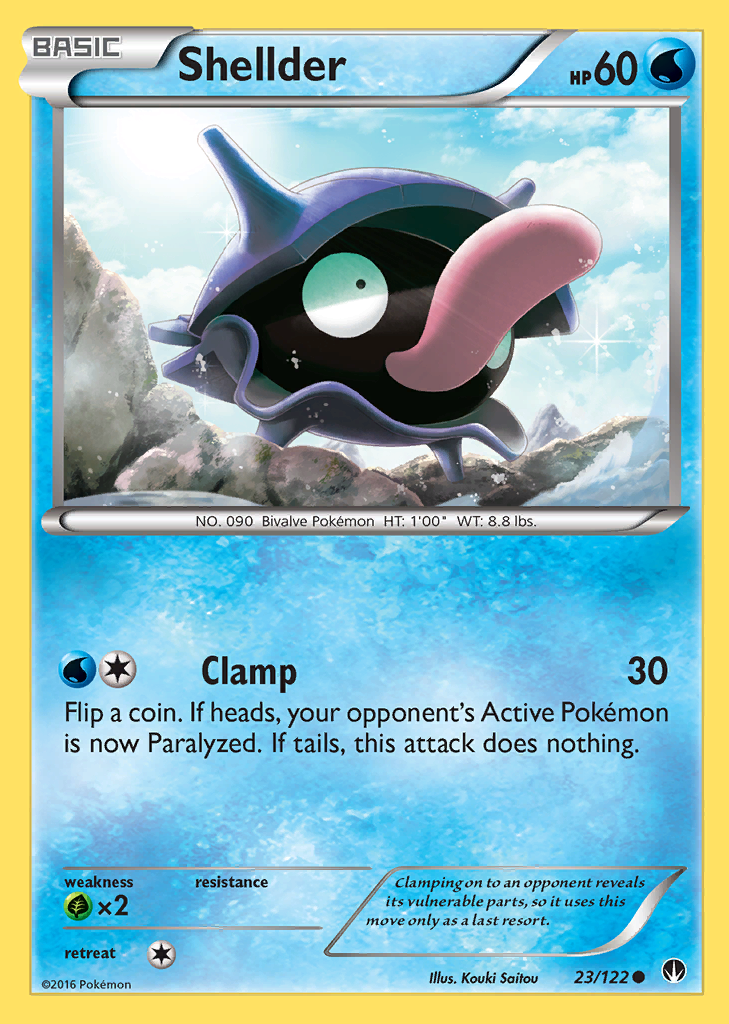 BASIC
Shellder
HP60
NO. 090 Bivalve Pokémon HT: 1'00" WT: 8.8 lbs.
Clamp
30
Flip a coin. If heads, your opponent's Active Pokémon
is now Paralyzed. If tails, this attack does nothing.
weakness
resistance
×2
retreat
Clamping on to an opponent reveals
its vulnerable parts, so it uses this
move only as a last resort.
©2016 Pokémon
Illus. Kouki Saitou
23/122